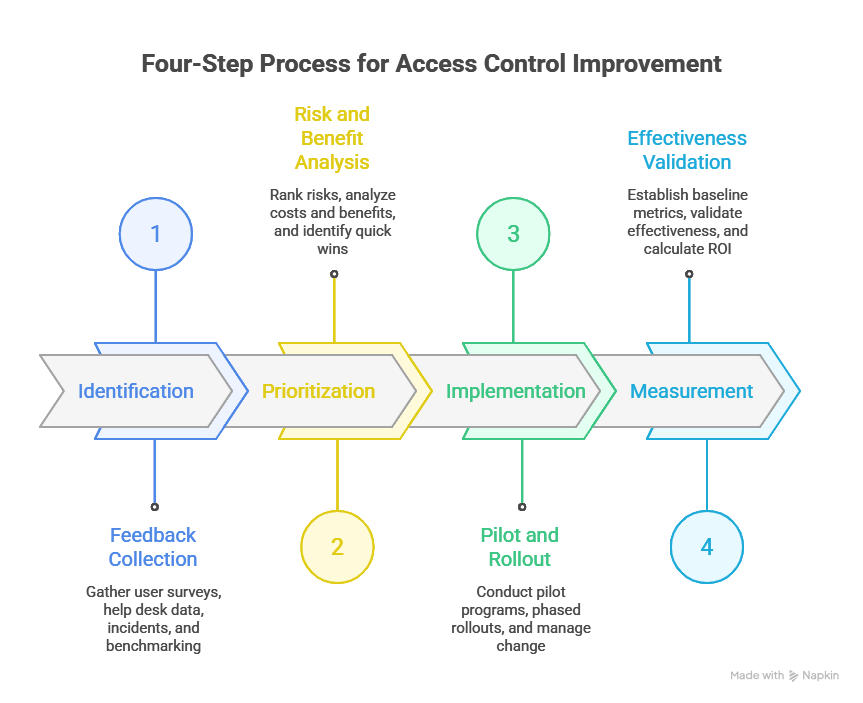 Four-Step Process for Access Control Improvement
Risk and
Benefit
Analysis
Rank risks, analyze
costs and benefits,
and identify quick
wins
Effectiveness
Validation
Establish baseline
metrics, validate
effectiveness, and
calculate ROI
1
3
Identification
Prioritization
Implementation
Measurement
Feedback
Collection
Gather user surveys,
help desk data,
incidents, and
benchmarking
2
Pilot and
Rollout
Conduct pilot
programs, phased
rollouts, and manage
change
4
Made with Napkin